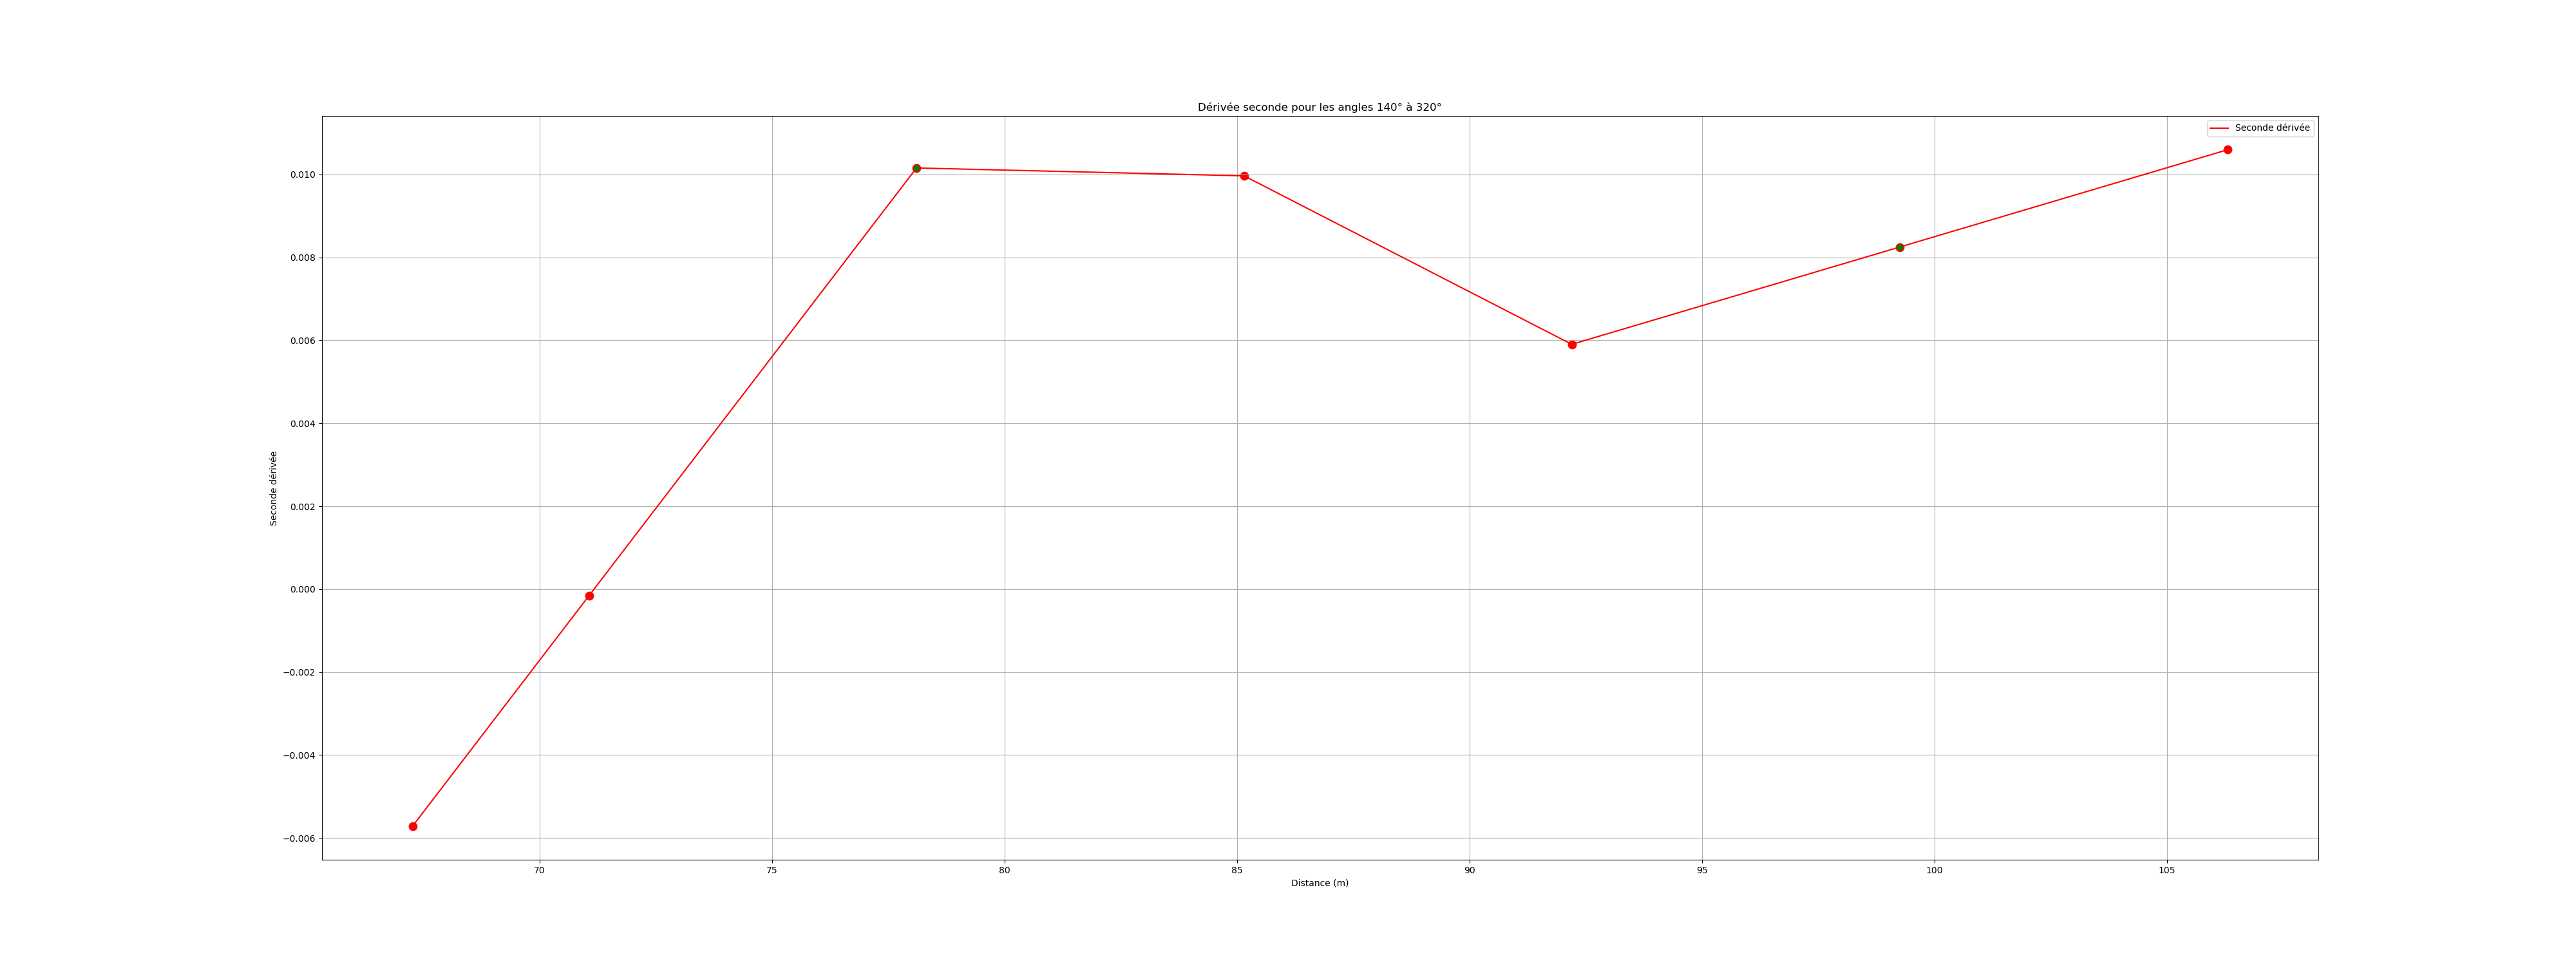 Dérivée seconde pour les angles 140° à 320°
Seconde dérivée
0.010
0.008
0.006
0.004
0.002
0.000
−0.002
−0.004
−0.006
Seconde dérivée
70 75 80 85 90 95 100 105
Distance (m)